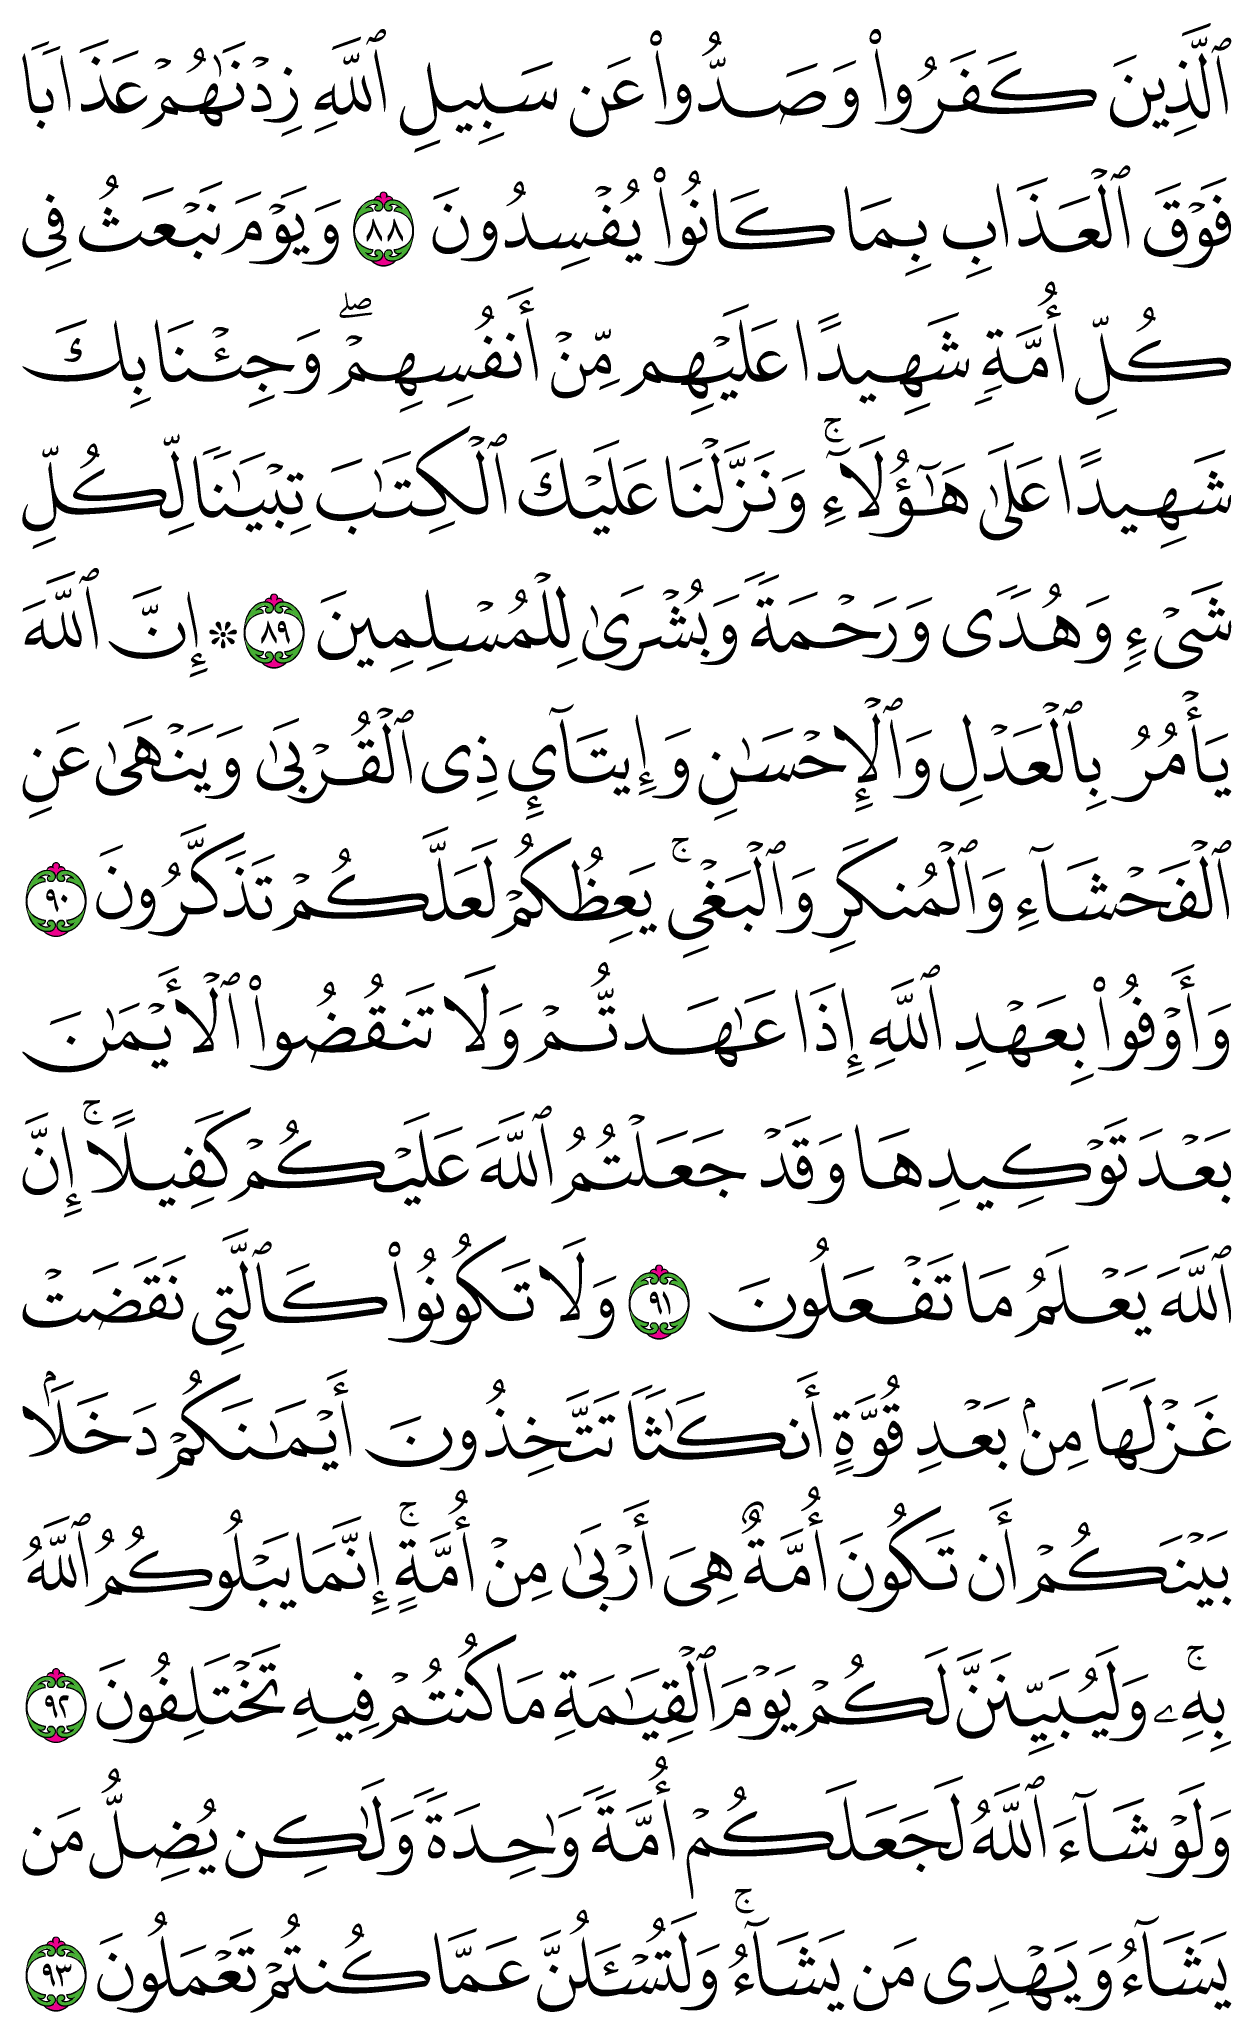 ٱلَّذِينَ كَفَرُوا۟ وَصَدُّوا۟ عَن سَبِيلِ ٱللَّهِ زِدْنَـٰهُمْ عَذَابًا
فَوْقَ ٱلْعَذَابِ بِمَا كَانُوا۟ يُفْسِدُونَ ٨٨ وَيَوْمَ نَبْعَثُ فِى
كُلِّ أُمَّةٍ شَهِيدًا عَلَيْهِم مِّنْ أَنفُسِهِمْ ۖ وَجِئْنَا بِكَ
شَهِيدًا عَلَىٰ هَـٰٓؤُلَآءِ ۚ وَنَزَّلْنَا عَلَيْكَ ٱلْكِتَـٰبَ تِبْيَـٰنًا لِّكُلِّ
شَىْءٍ وَهُدًى وَرَحْمَةً وَبُشْرَىٰ لِلْمُسْلِمِينَ ٨٩ ۞ إِنَّ ٱللَّهَ
يَأْمُرُ بِٱلْعَدْلِ وَٱلْإِحْسَـٰنِ وَإِيتَآئِ ذِى ٱلْقُرْبَىٰ وَيَنْهَىٰ عَنِ
ٱلْفَحْشَآءِ وَٱلْمُنكَرِ وَٱلْبَغْىِ ۚ يَعِظُكُمْ لَعَلَّكُمْ تَذَكَّرُونَ ٩٠
وَأَوْفُوا۟ بِعَهْدِ ٱللَّهِ إِذَا عَـٰهَدتُّمْ وَلَا تَنقُضُوا۟ ٱلْأَيْمَـٰنَ
بَعْدَ تَوْكِيدِهَا وَقَدْ جَعَلْتُمُ ٱللَّهَ عَلَيْكُمْ كَفِيلًا ۚ إِنَّ
ٱللَّهَ يَعْلَمُ مَا تَفْعَلُونَ ٩١ وَلَا تَكُونُوا۟ كَٱلَّتِى نَقَضَتْ
غَزْلَهَا مِنۢ بَعْدِ قُوَّةٍ أَنكَـٰثًا تَتَّخِذُونَ أَيْمَـٰنَكُمْ دَخَلًۢا
بَيْنَكُمْ أَن تَكُونَ أُمَّةٌ هِىَ أَرْبَىٰ مِنْ أُمَّةٍ ۚ إِنَّمَا يَبْلُوكُمُ ٱللَّهُ
بِهِۦ ۚ وَلَيُبَيِّنَنَّ لَكُمْ يَوْمَ ٱلْقِيَـٰمَةِ مَا كُنتُمْ فِيهِ تَخْتَلِفُونَ ٩٢
وَلَوْ شَآءَ ٱللَّهُ لَجَعَلَكُمْ أُمَّةً وَٰحِدَةً وَلَـٰكِن يُضِلُّ مَن
يَشَآءُ وَيَهْدِى مَن يَشَآءُ ۚ وَلَتُسْـَٔلُنَّ عَمَّا كُنتُمْ تَعْمَلُونَ ٩٣